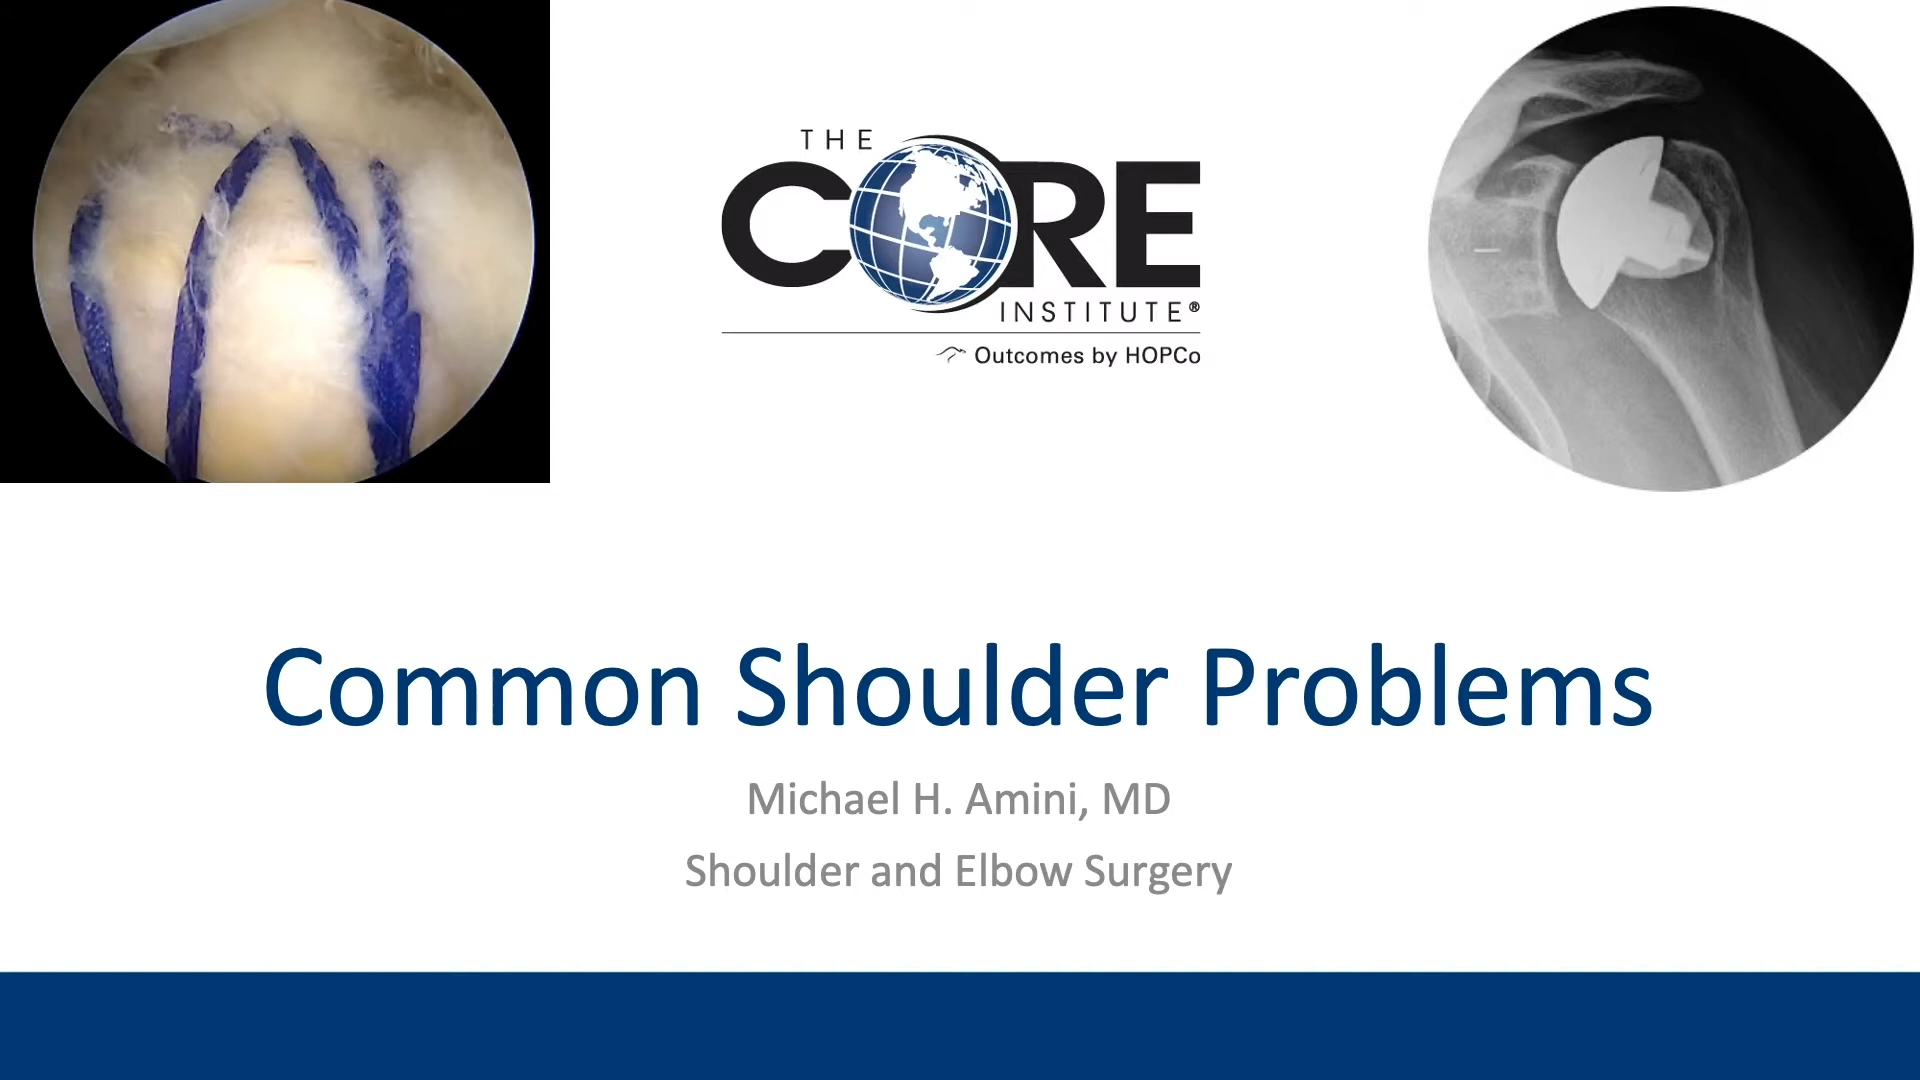 THE
CORE
INSTITUTE®
Outcomes by HOPCo
Common Shoulder Problems
Michael H. Amini, MD
Shoulder and Elbow Surgery